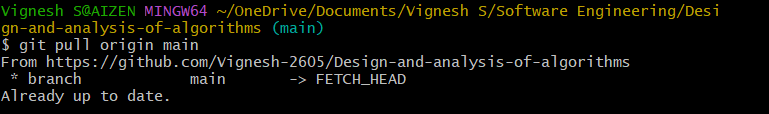 Vignesh S@AIZEN MINGW64 ~/OneDrive/Documents/Vignesh S/Software Engineering/Desi
gn-and-analysis-of-algorithms (main)
$ git pull origin main
From https://github.com/Vignesh-2605/Design-and-analysis-of-algorithms
 * branch            main       -> FETCH_HEAD
Already up to date.